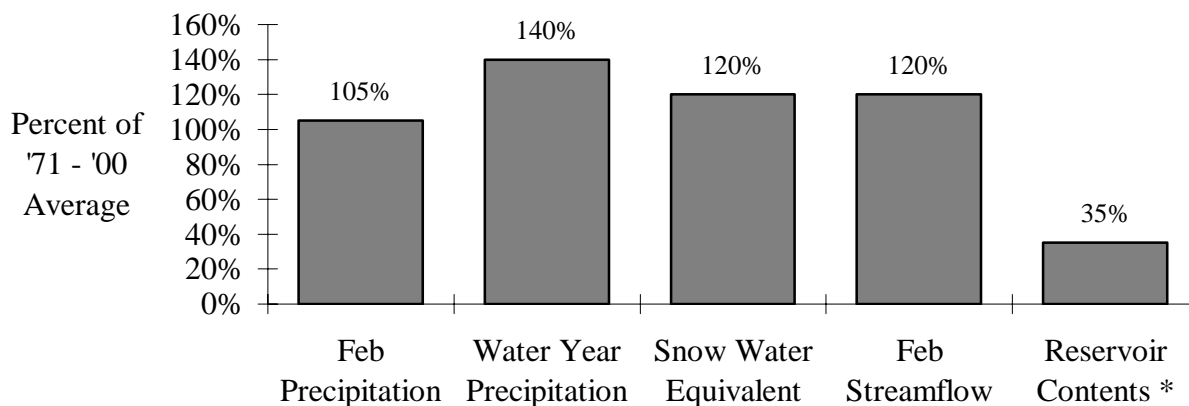 Percent of
'71 - '00
Average
160%
140%
120%
100%
80%
60%
40%
20%
0%
105%
140%
120%
120%
35%
Feb
Precipitation
Water Year
Precipitation
Snow Water
Equivalent
Feb
Streamflow
Reservoir
Contents *